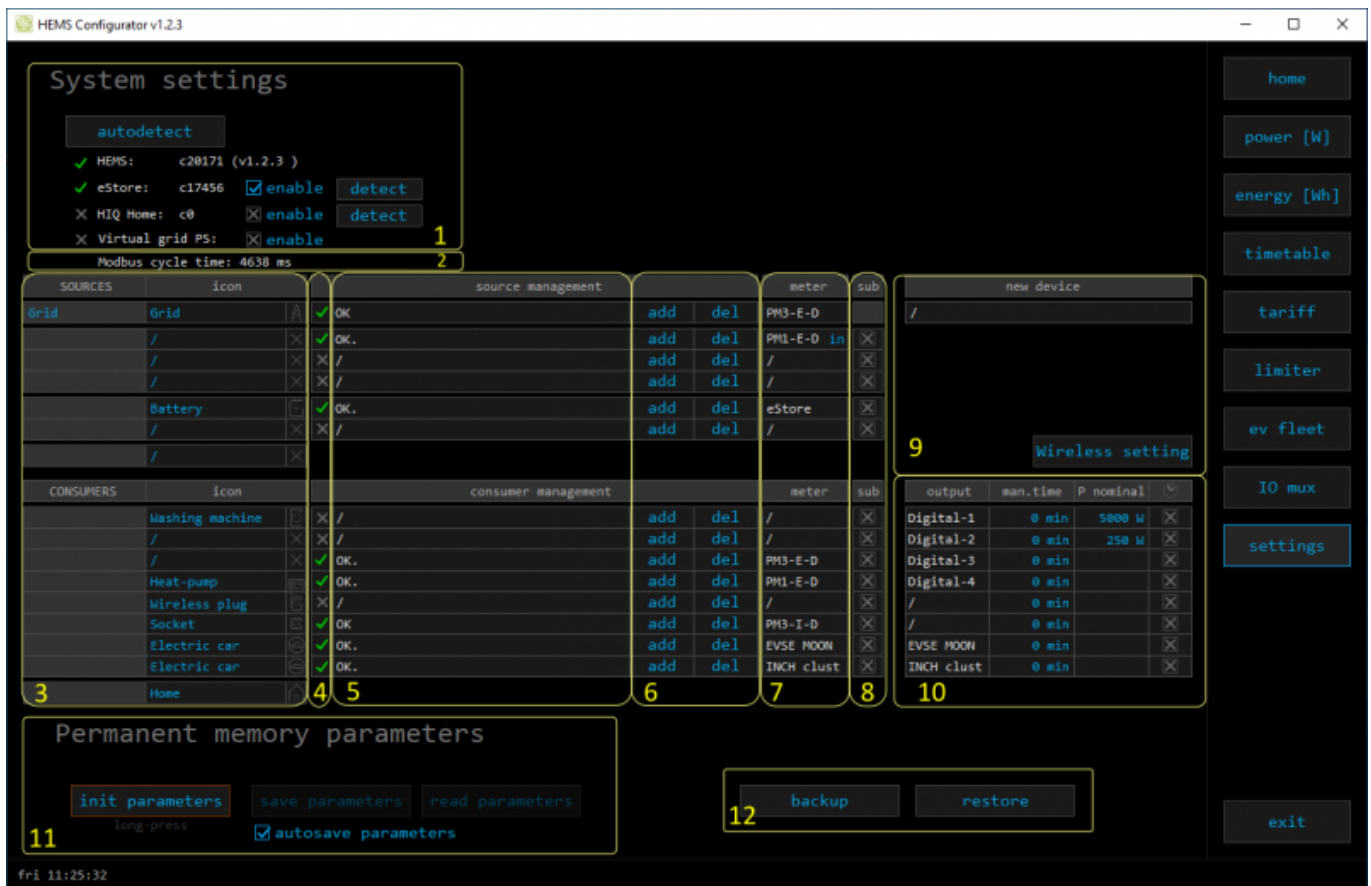 HEMS Configurator v1.2.3
System settings
home
autodetect
power [W]
HEMS: c20171 (v1.2.3 )
eStore: c17456 enable detect
energy [Wh]
HIQ Home: c0 enable detect
Virtual grid PS: enable 1
timetable
Modbus cycle time: 4638 ms 2
SOURCES icon source management meter sub new device
Grid Grid OK add del PM3-E-D /
tariff
/ OK. add del PM1-E-D in
/ / add del /
/ / add del /
limiter
Battery OK. add del eStore
/ / add del /
ev fleet
/ 9 Wireless setting
CONSUMERS icon consumer management meter sub output man.time P nominal
IO mux
Washing machine / add del / Digital-1 0 min 5000 W
/ / add del / Digital-2 0 min 250 W
settings
/ OK. add del PM3-E-D Digital-3 0 min
Heat-pump OK. add del PM1-E-D Digital-4 0 min
Wireless plug / add del / / 0 min
Socket OK add del PM3-I-D / 0 min
Electric car OK. add del EVSE MOON EVSE MOON 0 min
Electric car OK. add del INCH clust INCH clust 0 min
3 Home 4 5 6 7 8 10
Permanent memory parameters
init parameters save parameters read parameters
long-press
autosave parameters
11
backup restore
12
exit
fri 11:25:32